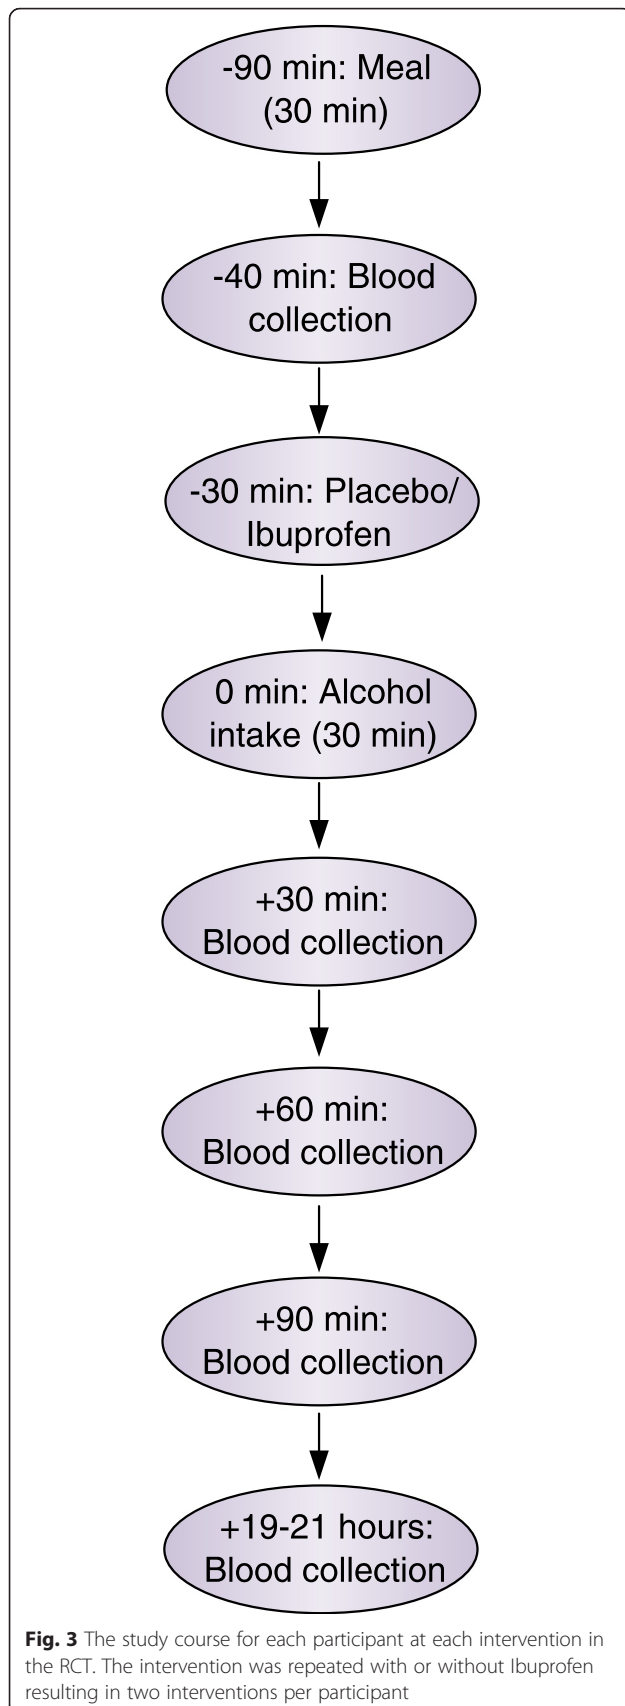 -90 min: Meal
(30 min)
-40 min: Blood
collection
-30 min: Placebo/
Ibuprofen
0 min: Alcohol
intake (30 min)
+30 min:
Blood collection
+60 min:
Blood collection
+90 min:
Blood collection
+19-21 hours:
Blood collection
Fig. 3 The study course for each participant at each intervention in
the RCT. The intervention was repeated with or without Ibuprofen
resulting in two interventions per participant